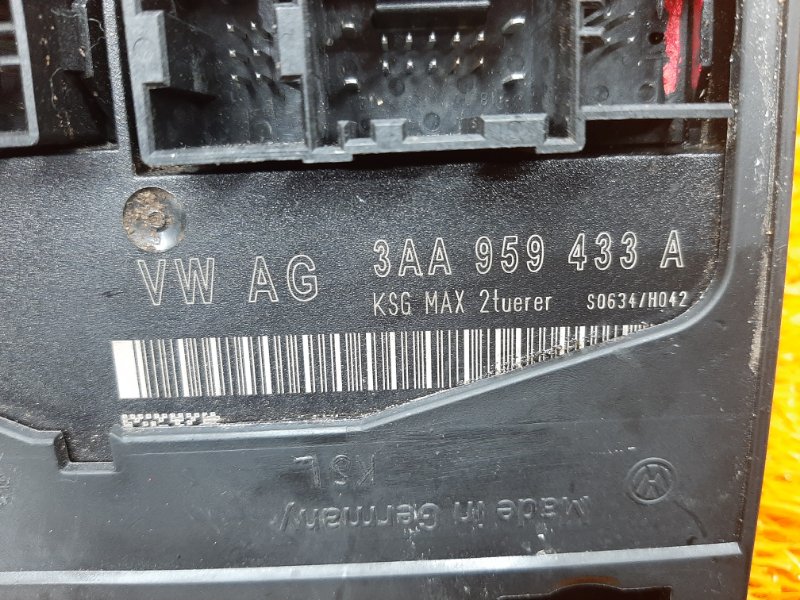 VW AG 3AA 959 433 A
KSG MAX 2tuerer S0634/H042
KSL
Made in Germany